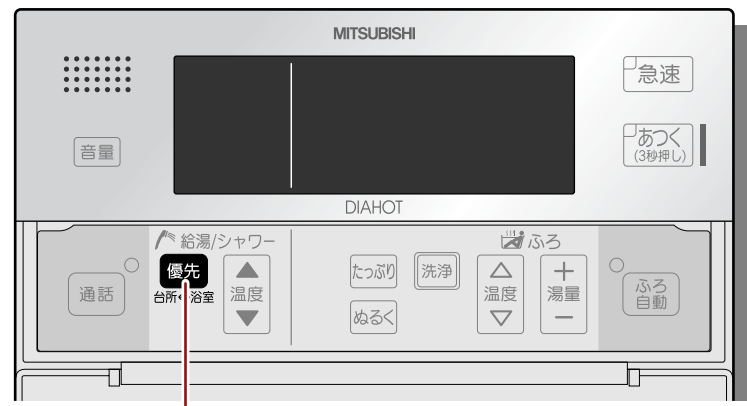 MITSUBISHI
急速
音量
あつく
(3秒押し)
DIAHOT
給湯/シャワー
ふろ
通話
優先
台所↔浴室
温度
たっぷり
洗浄
ぬるく
温度
湯量
ふろ
自動